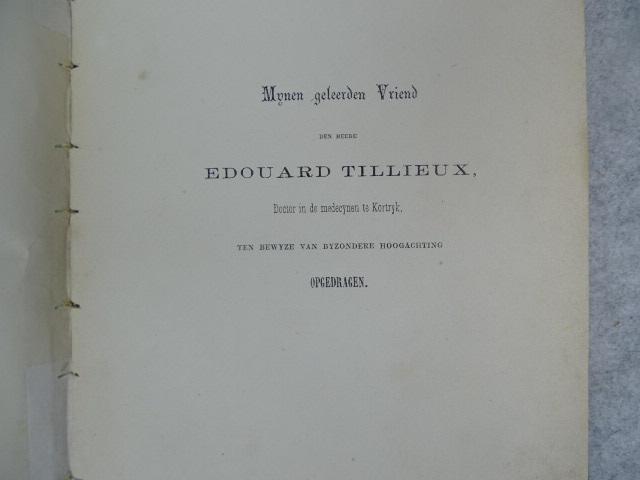 Mynen geleerden Vriend
DEN HEERE
EDOUARD TILLIEUX,
Doctor in de medecynen te Kortryk,
TEN BEWYZE VAN BYZONDERE HOOGACHTING
OPGEDRAGEN.